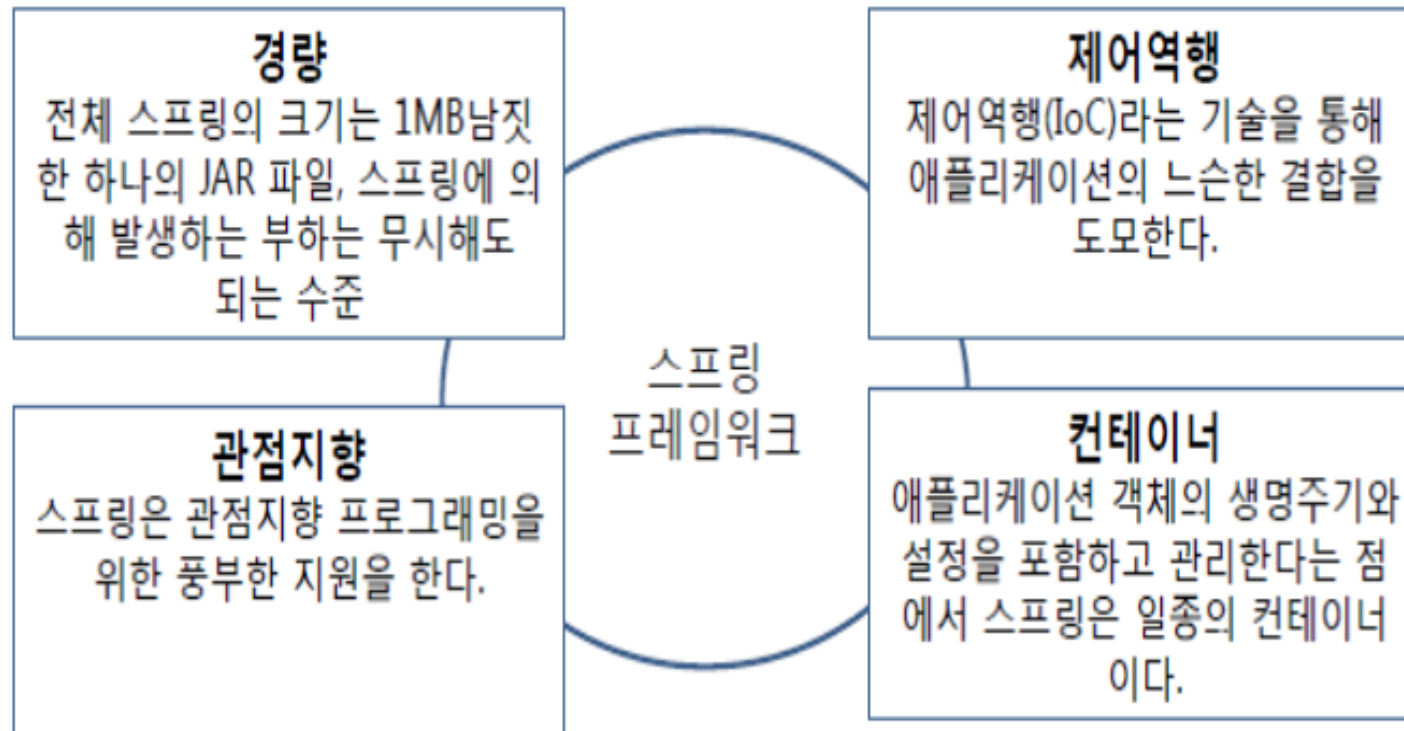 경량
전체 스프링의 크기는 1MB남짓
한 하나의 JAR 파일, 스프링에 의
해 발생하는 부하는 무시해도
되는 수준
제어역행
제어역행(IoC)라는 기술을 통해
애플리케이션의 느슨한 결합을
도모한다.
스프링
프레임워크
관점지향
스프링은 관점지향 프로그래밍을
위한 풍부한 지원을 한다.
컨테이너
애플리케이션 객체의 생명주기와
설정을 포함하고 관리한다는 점
에서 스프링은 일종의 컨테이너
이다.